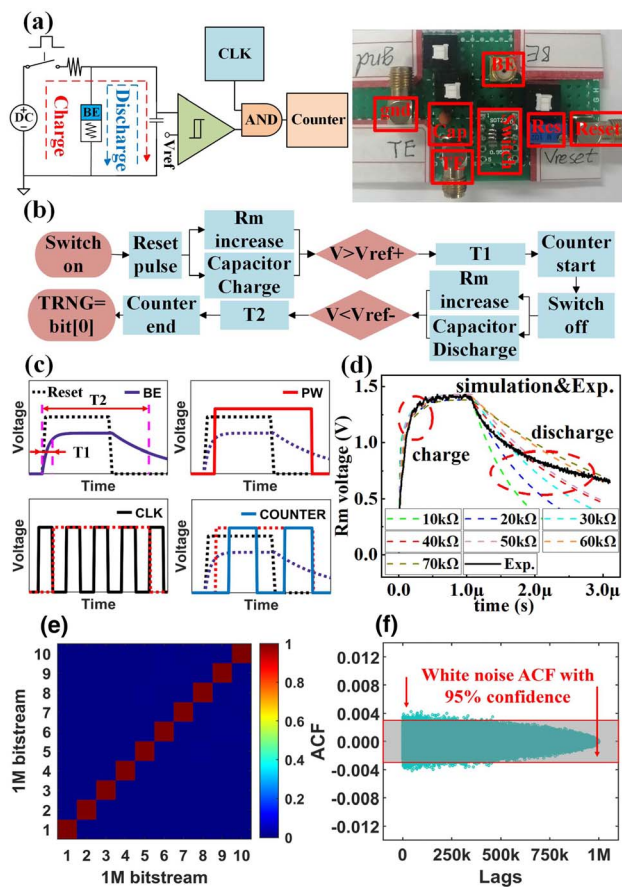 (a)
CLK
DC
Charge
BE
Discharge
Vref
AND
Counter
gnd
BE
BE
gnd
Cap
Switch
Res
Reset
TE
TE
Vreset
(b)
Switch
on
Reset
pulse
Rm
increase
Capacitor
Charge
V>Vref+
T1
Counter
start
TRNG=
bit[0]
Counter
end
T2
V<Vref-
Rm
increase
Capacitor
Discharge
Switch
off
(c)
Voltage
Reset
BE
T2
T1
Time
Voltage
PW
Time
Voltage
CLK
Time
Voltage
COUNTER
Time
(d)
Rm voltage (V)
1.5
1.0
0.5
0.0
simulation&Exp.
discharge
charge
10kΩ
20kΩ
30kΩ
40kΩ
50kΩ
60kΩ
70kΩ
Exp.
0.0 1.0μ 2.0μ 3.0μ
time (s)
(e)
1M bitstream
10
9
8
7
6
5
4
3
2
1
1 2 3 4 5 6 7 8 9 10
1M bitstream
1
0.8
0.6
0.4
0.2
0
ACF
(f)
0.012
0.008
0.004
0.000
-0.004
-0.008
-0.012
White noise ACF with
95% confidence
0 250k 500k 750k 1M
Lags